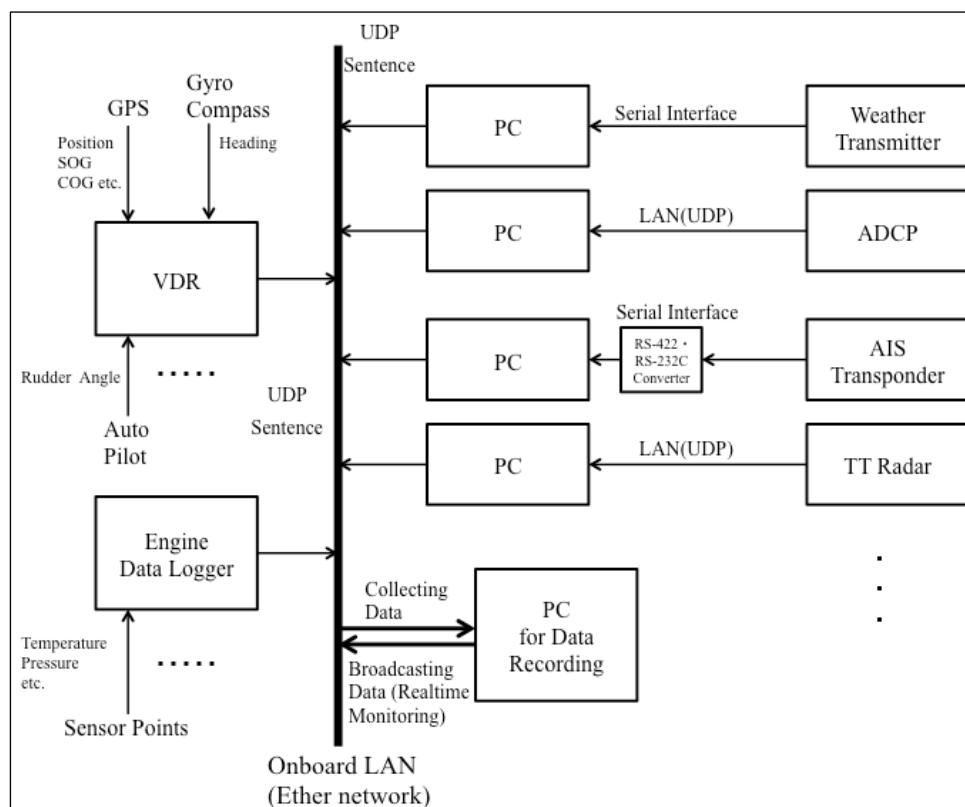 UDP
Sentence
GPS
Gyro
Compass
Position
SOG
COG etc.
Heading
VDR
Rudder Angle
.....
Auto
Pilot
UDP
Sentence
Engine
Data Logger
Temperature
Pressure
etc.
.....
Sensor Points
PC
Serial Interface
Weather
Transmitter
PC
LAN(UDP)
ADCP
PC
Serial Interface
RS-422・
RS-232C
Converter
AIS
Transponder
PC
LAN(UDP)
TT Radar
Collecting
Data
PC
for Data
Recording
Broadcasting
Data (Realtime
Monitoring)
Onboard LAN
(Ether network)